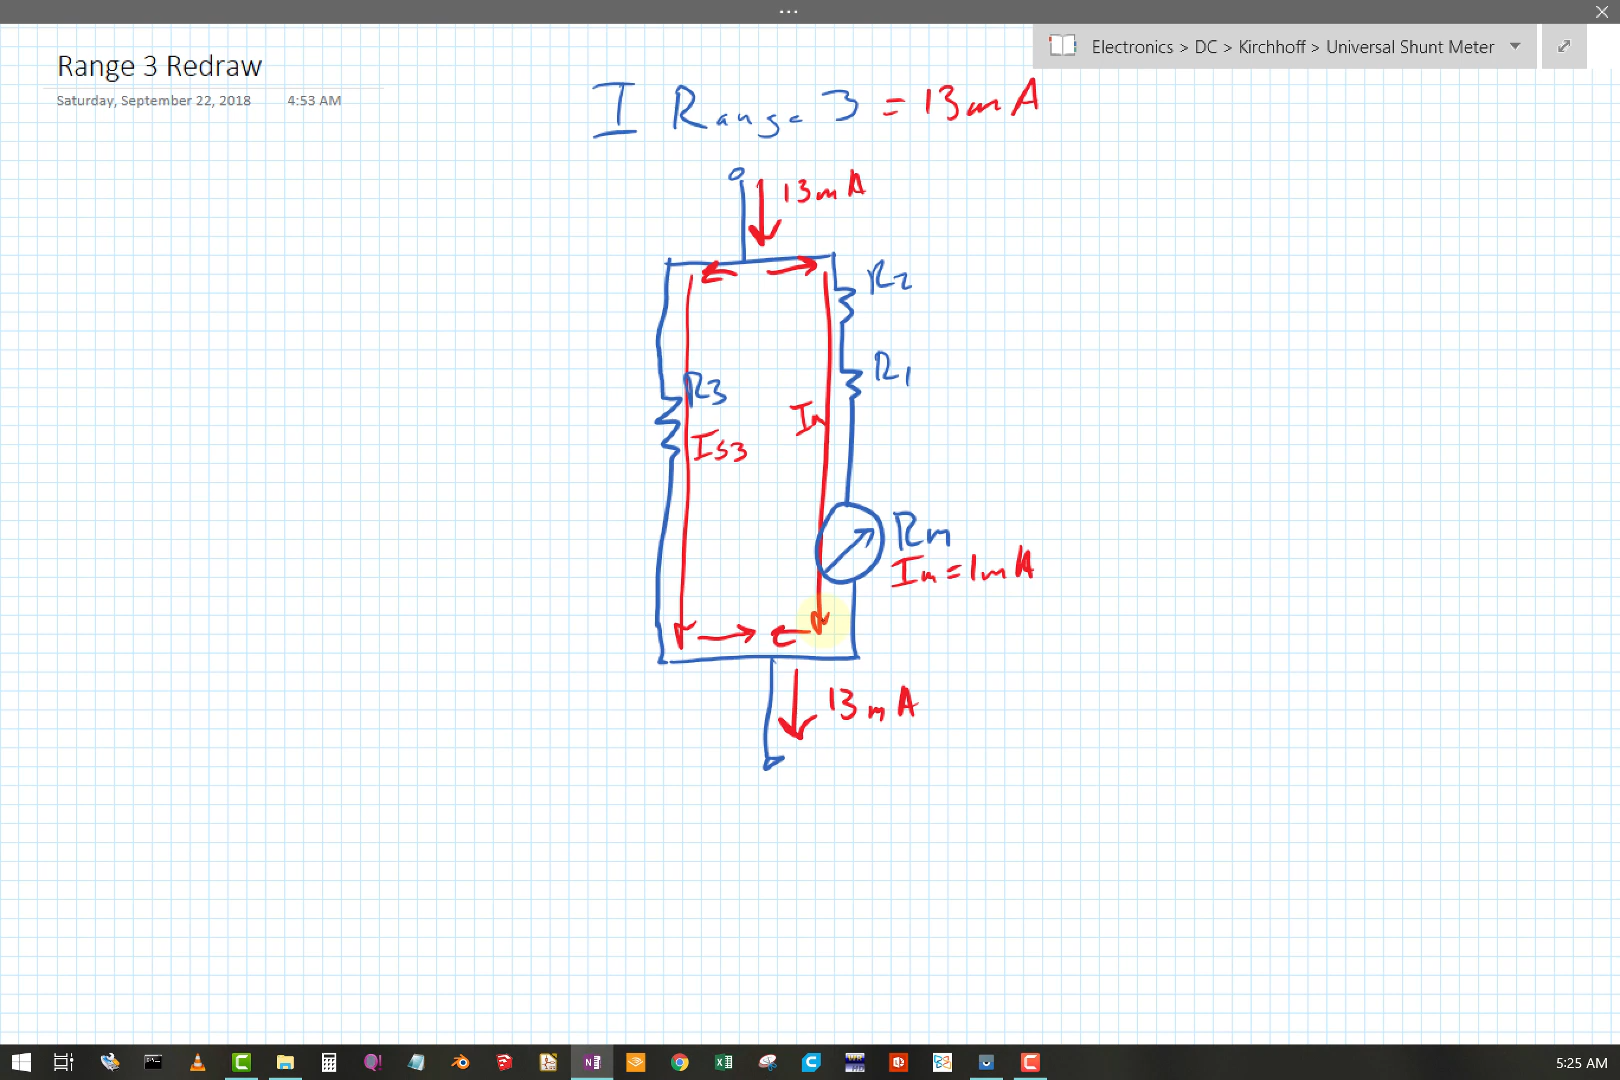 Electronics > DC > Kirchhoff > Universal Shunt Meter
Range 3 Redraw
Saturday, September 22, 2018 4:53 AM
I Range 3 = 13mA
13mA
R2
R1
R3
Im
IS3
Rm
Im = 1mA
13mA
5:25 AM